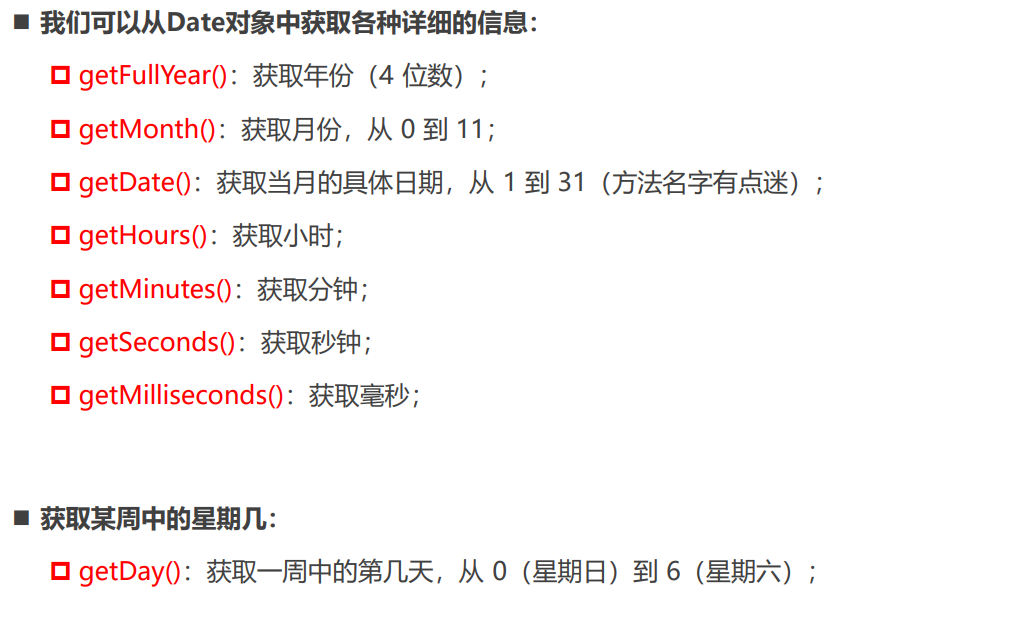 我们可以从Date对象中获取各种详细的信息：
getFullYear()：获取年份（4 位数）；
getMonth()：获取月份，从 0 到 11；
getDate()：获取当月的具体日期，从 1 到 31（方法名字有点迷）；
getHours()：获取小时；
getMinutes()：获取分钟；
getSeconds()：获取秒钟；
getMilliseconds()：获取毫秒；
获取某周中的星期几：
getDay()：获取一周中的第几天，从 0（星期日）到 6（星期六）；